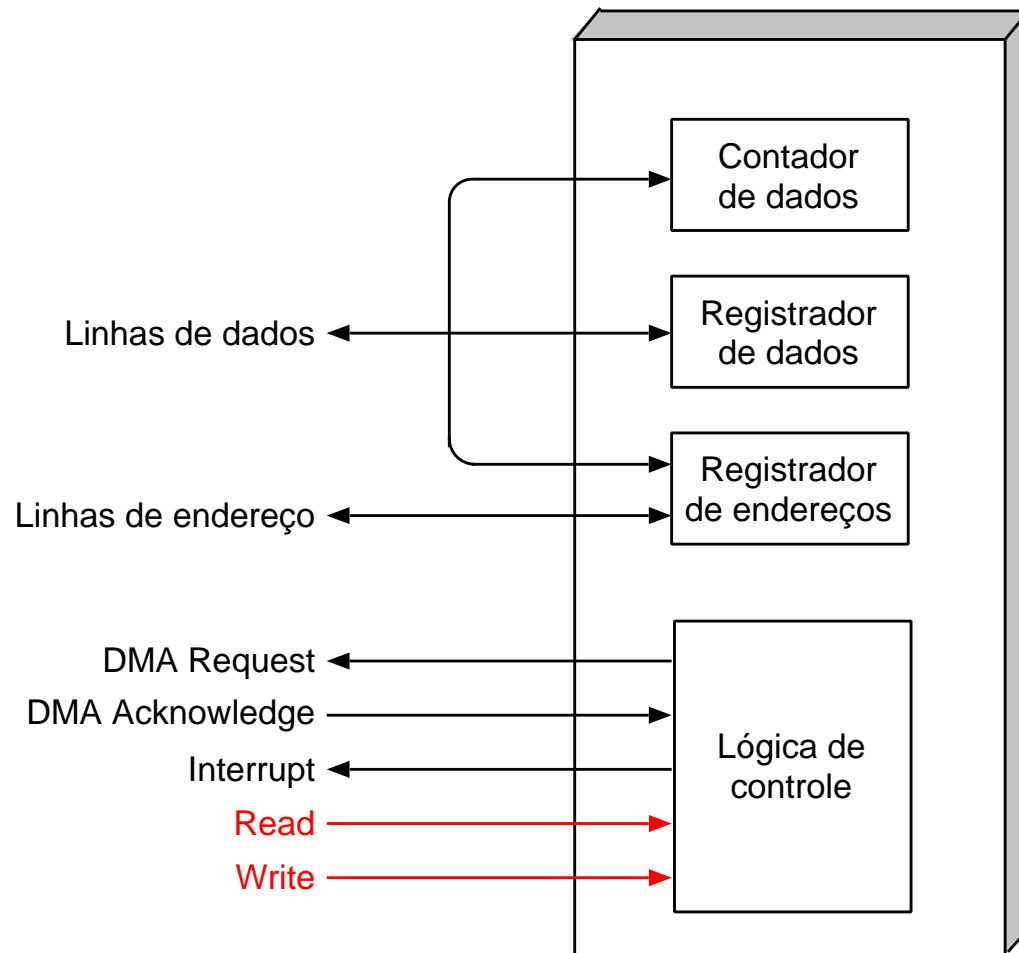 Contador
de dados
Linhas de dados
Registrador
de dados
Registrador
de endereços
Linhas de endereço
DMA Request
DMA Acknowledge
Interrupt
Read
Write
Lógica de
controle